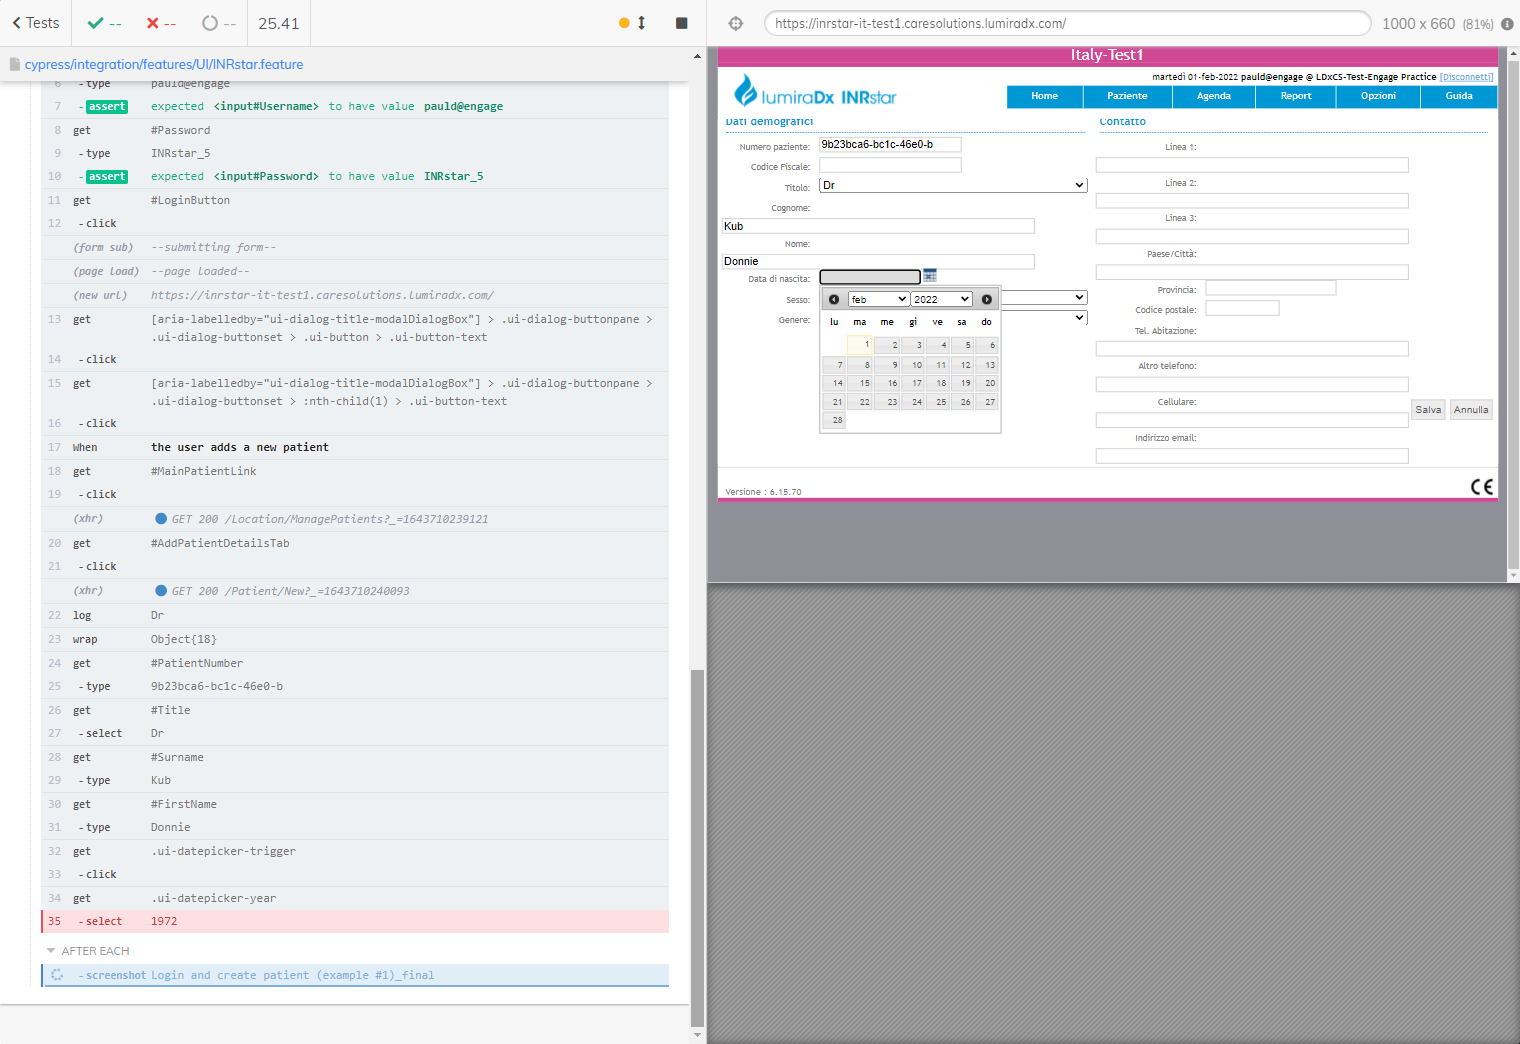 Tests
--
--
--
25.41
https://inrstar-it-test1.caresolutions.lumiradx.com/
1000 x 660 (81%)
cypress/integration/features/UI/INRstar.feature
6 -type pauld@engage
7 -assert expected <input#Username> to have value pauld@engage
8 get #Password
9 -type INRstar_5
10 -assert expected <input#Password> to have value INRstar_5
11 get #LoginButton
12 -click
(form sub) --submitting form--
(page load) --page loaded--
(new url) https://inrstar-it-test1.caresolutions.lumiradx.com/
13 get [aria-labelledby="ui-dialog-title-modalDialogBox"] > .ui-dialog-buttonpane >
.ui-dialog-buttonset > .ui-button > .ui-button-text
14 -click
15 get [aria-labelledby="ui-dialog-title-modalDialogBox"] > .ui-dialog-buttonpane >
.ui-dialog-buttonset > :nth-child(1) > .ui-button-text
16 -click
17 When the user adds a new patient
18 get #MainPatientLink
19 -click
(xhr) GET 200 /Location/ManagePatients?_=1643710239121
20 get #AddPatientDetailsTab
21 -click
(xhr) GET 200 /Patient/New?_=1643710240093
22 log Dr
23 wrap Object{18}
24 get #PatientNumber
25 -type 9b23bca6-bc1c-46e0-b
26 get #Title
27 -select Dr
28 get #Surname
29 -type Kub
30 get #FirstName
31 -type Donnie
32 get .ui-datepicker-trigger
33 -click
34 get .ui-datepicker-year
35 -select 1972
AFTER EACH
-screenshot Login and create patient (example #1)_final
Italy-Test1
martedì 01-feb-2022 pauld@engage @ LDxCS-Test-Engage Practice [Disconnetti]
lumiraDx INRstar
Home Paziente Agenda Report Opzioni Guida
Dati demografici
Numero paziente: 9b23bca6-bc1c-46e0-b
Codice Fiscale:
Titolo: Dr
Cognome:
Kub
Nome:
Donnie
Data di nascita:
Sesso:
Genere:
feb 2022
lu ma me gi ve sa do
1 2 3 4 5 6
7 8 9 10 11 12 13
14 15 16 17 18 19 20
21 22 23 24 25 26 27
28
Contatto
Linea 1:
Linea 2:
Linea 3:
Paese/Città:
Provincia:
Codice postale:
Tel. Abitazione:
Altro telefono:
Cellulare:
Indirizzo email:
Salva Annulla
Versione : 6.15.70
CE